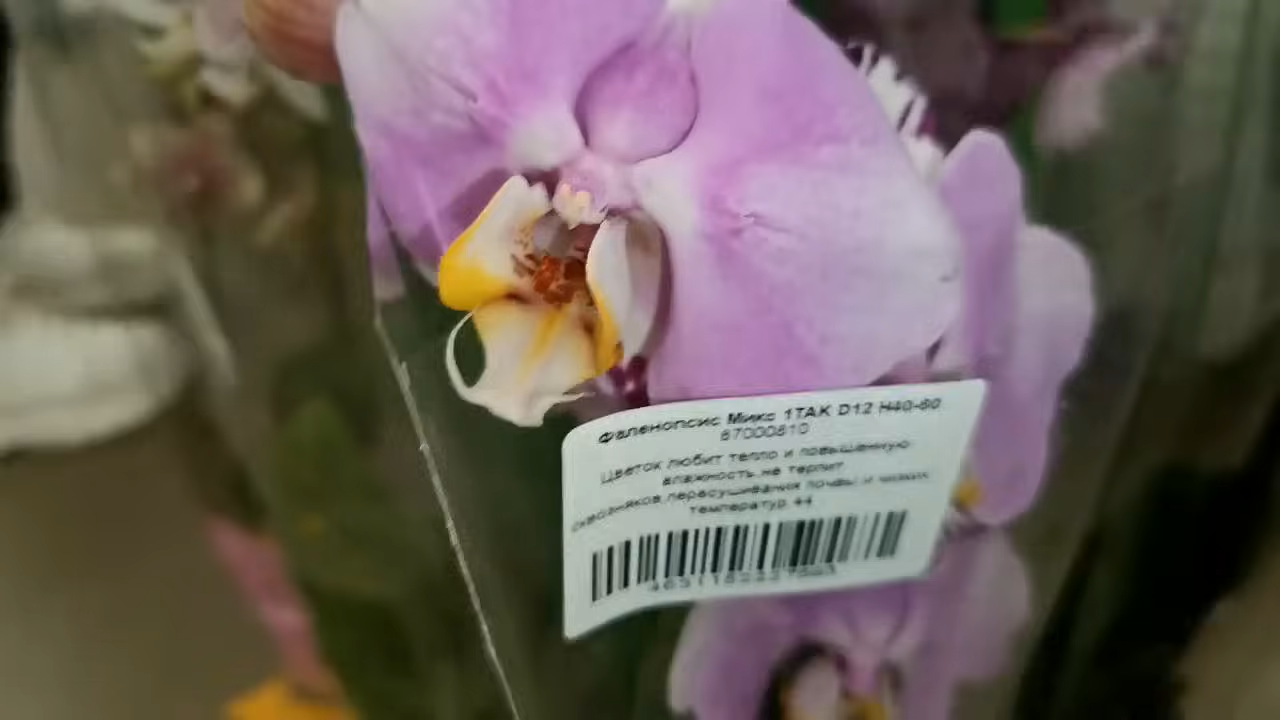 Фаленопсис Микс 1ТАК D12 H40-60
67000810
Цветок любит тепло и повышенную
влажность.не терпит
сквозняков,пересушивания почвы и низких
температур 44